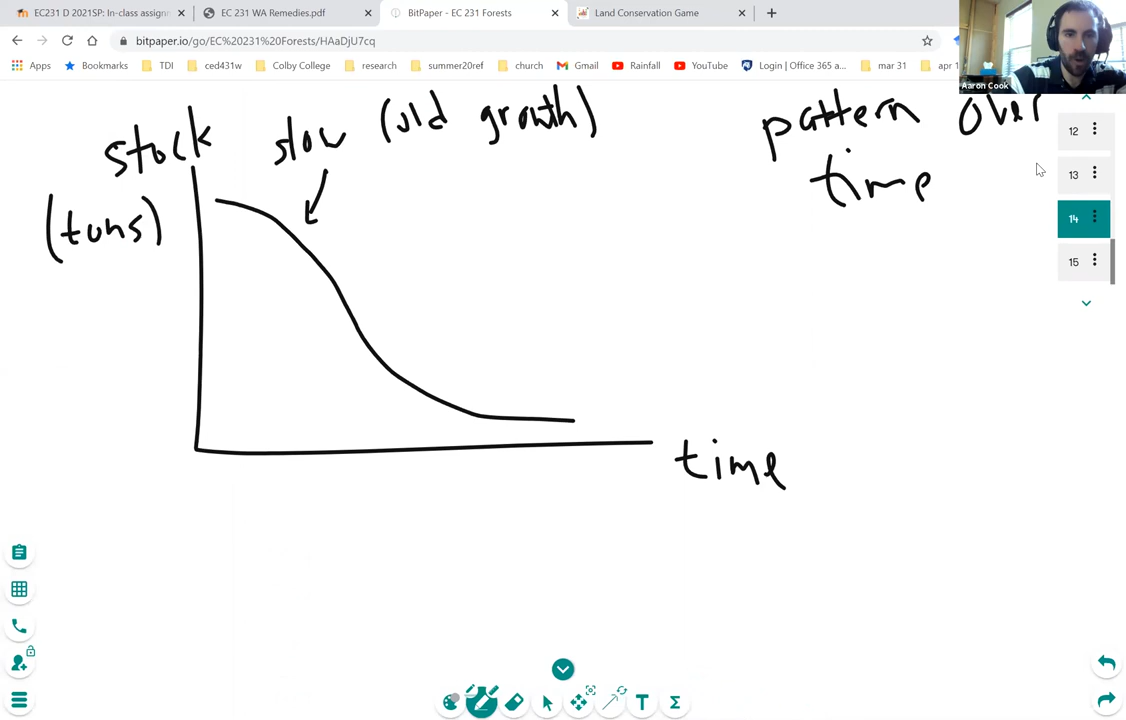 EC231 D 2021SP: In-class assignm
EC 231 WA Remedies.pdf
BitPaper - EC 231 Forests
Land Conservation Game
bitpaper.io/go/EC%20231%20Forests/HAaDjU7cq
Apps
Bookmarks
TDI
ced431w
Colby College
research
summer20ref
church
Gmail
Rainfall
YouTube
Login | Office 365 a...
mar 31
apr 1
Aaron Cook
stock
(tons)
slow (old growth)
pattern over
time
time
12
13
14
15
T
Σ